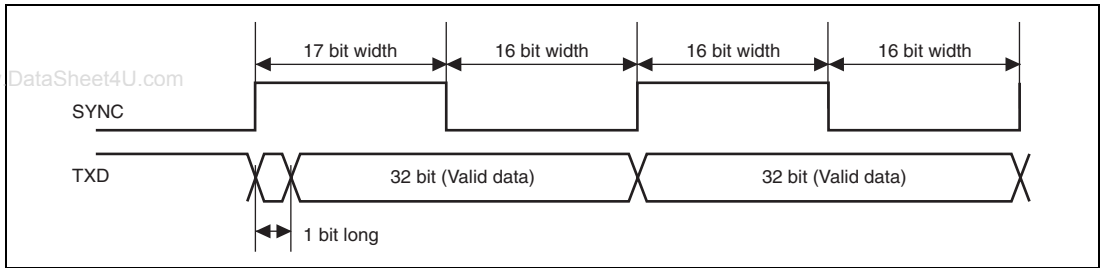 17 bit width 16 bit width 16 bit width 16 bit width
DataSheet4U.com
SYNC
TXD 32 bit (Valid data) 32 bit (Valid data)
1 bit long